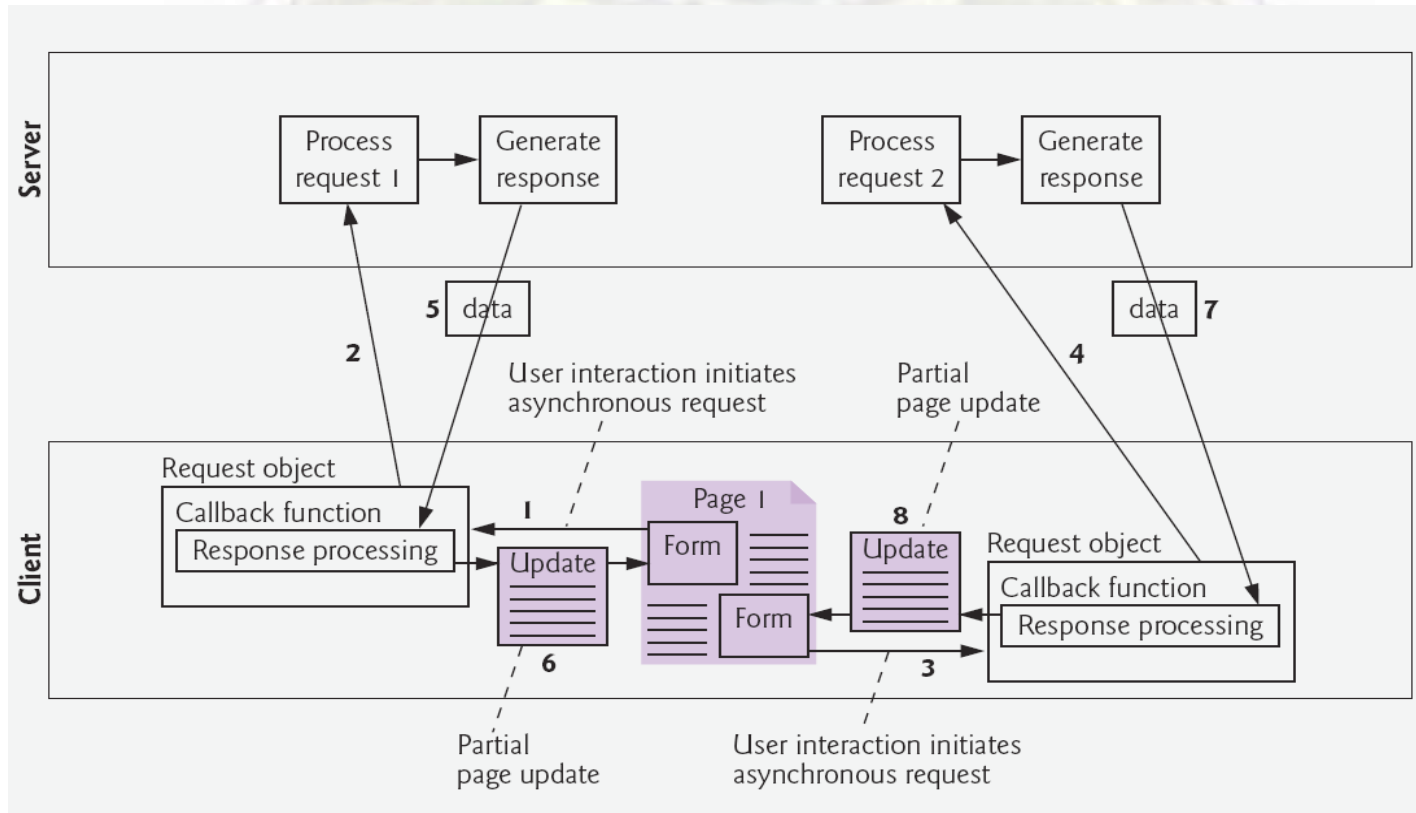 Server
Process
request 1
Generate
response
Process
request 2
Generate
response
5
data
data
7
2
4
User interaction initiates
asynchronous request
Partial
page update
Client
Request object
Callback function
Response processing
1
Update
6
Page 1
Form
Form
8
Update
3
Request object
Callback function
Response processing
Partial
page update
User interaction initiates
asynchronous request